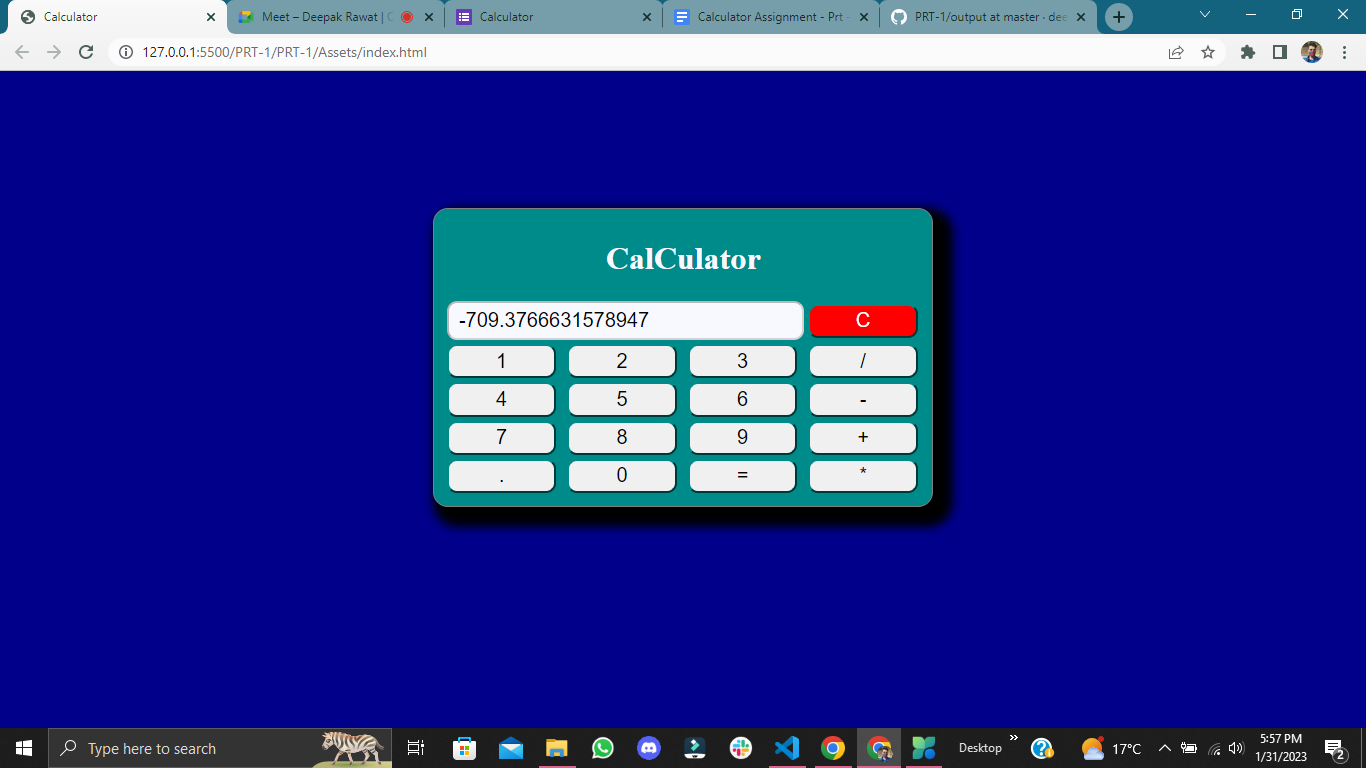 Calculator
Meet – Deepak Rawat | C
Calculator
Calculator Assignment - Prt -
PRT-1/output at master · dee
127.0.0.1:5500/PRT-1/PRT-1/Assets/index.html
CalCulator
-709.3766631578947 C
1 2 3 /
4 5 6 -
7 8 9 +
. 0 = *
Type here to search
Desktop
17°C
5:57 PM
1/31/2023
2